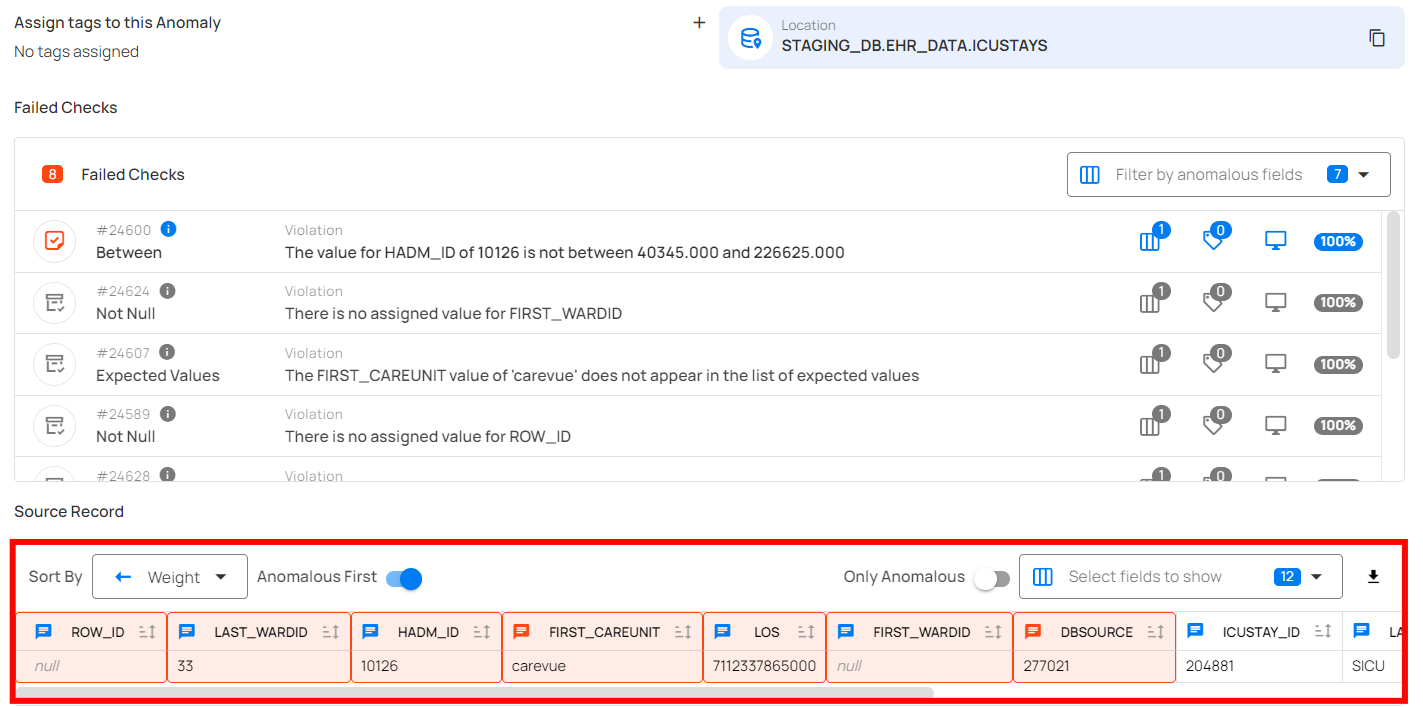 Assign tags to this Anomaly
No tags assigned
+
Location
STAGING_DB.EHR_DATA.ICUSTAYS
Failed Checks
8 Failed Checks
Filter by anomalous fields 7
#24600 i
Between
Violation
The value for HADM_ID of 10126 is not between 40345.000 and 226625.000
1 0 100%
#24624 i
Not Null
Violation
There is no assigned value for FIRST_WARDID
1 0 100%
#24607 i
Expected Values
Violation
The FIRST_CAREUNIT value of 'carevue' does not appear in the list of expected values
1 0 100%
#24589 i
Not Null
Violation
There is no assigned value for ROW_ID
1 0 100%
#24628 i
Violation
1 0
Source Record
Sort By Weight Anomalous First Only Anomalous Select fields to show 12
ROW_ID LAST_WARDID HADM_ID FIRST_CAREUNIT LOS FIRST_WARDID DBSOURCE ICUSTAY_ID LA
null 33 10126 carevue 7112337865000 null 277021 204881 SICU